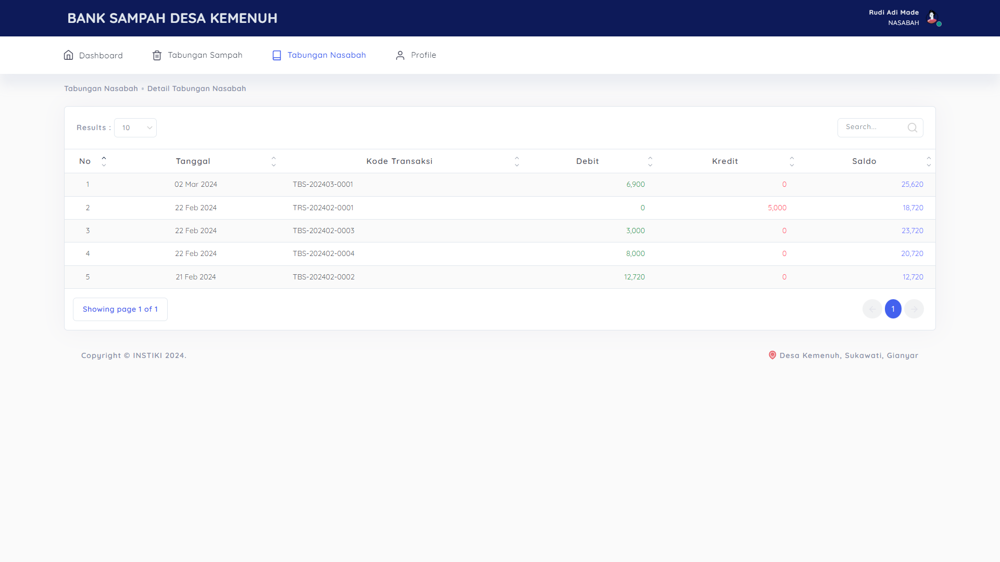 BANK SAMPAH DESA KEMENUH
Rudi Adi Made
NASABAH
Dashboard Tabungan Sampah Tabungan Nasabah Profile
Tabungan Nasabah • Detail Tabungan Nasabah
Results : 10 Search...
No Tanggal Kode Transaksi Debit Kredit Saldo
1 02 Mar 2024 TBS-202403-0001 6,900 0 25,620
2 22 Feb 2024 TRS-202402-0001 0 5,000 18,720
3 22 Feb 2024 TBS-202402-0003 3,000 0 23,720
4 22 Feb 2024 TBS-202402-0004 8,000 0 20,720
5 21 Feb 2024 TBS-202402-0002 12,720 0 12,720
Showing page 1 of 1 1
Copyright © INSTIKI 2024. Desa Kemenuh, Sukawati, Gianyar